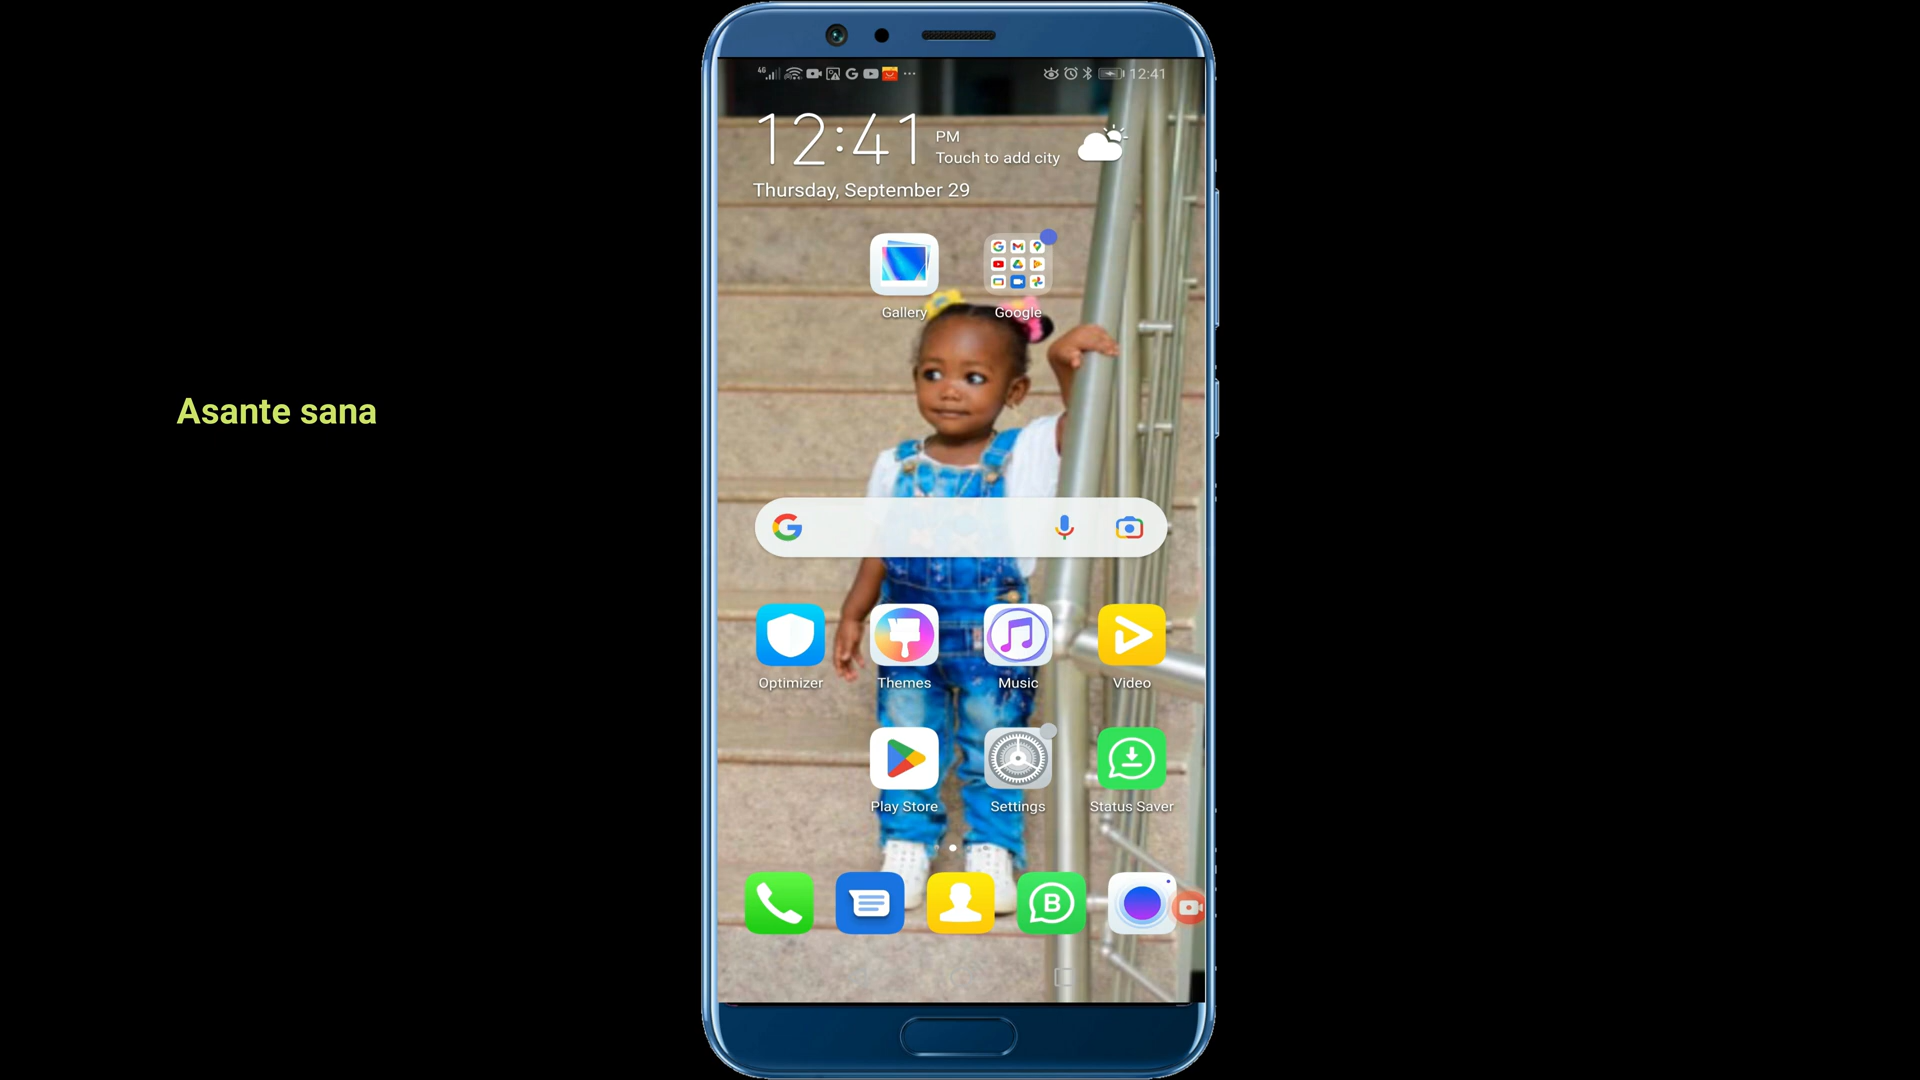 4G 12:41
12:41 PM
Touch to add city
Thursday, September 29
Gallery Google
Asante sana
Optimizer Themes Music Video
Play Store Settings Status Saver
B